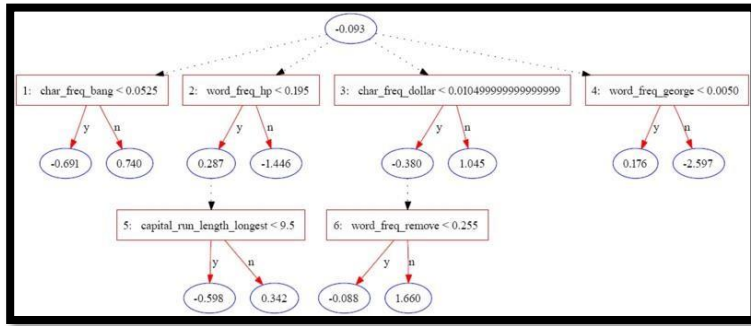 -0.093
1: char_freq_bang < 0.0525
2: word_freq_hp < 0.195
3: char_freq_dollar < 0.010499999999999999
4: word_freq_george < 0.0050
y n y n y n y n
-0.691 0.740 0.287 -1.446 -0.380 1.045 0.176 -2.597
5: capital_run_length_longest < 9.5
6: word_freq_remove < 0.255
y n y n
-0.598 0.342 -0.088 1.660